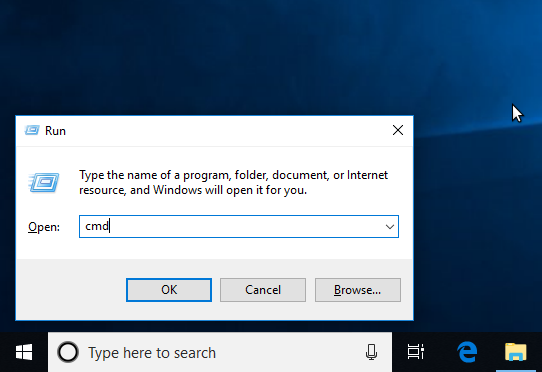 Run
Type the name of a program, folder, document, or Internet
resource, and Windows will open it for you.
Open:
cmd
OK
Cancel
Browse...
Type here to search